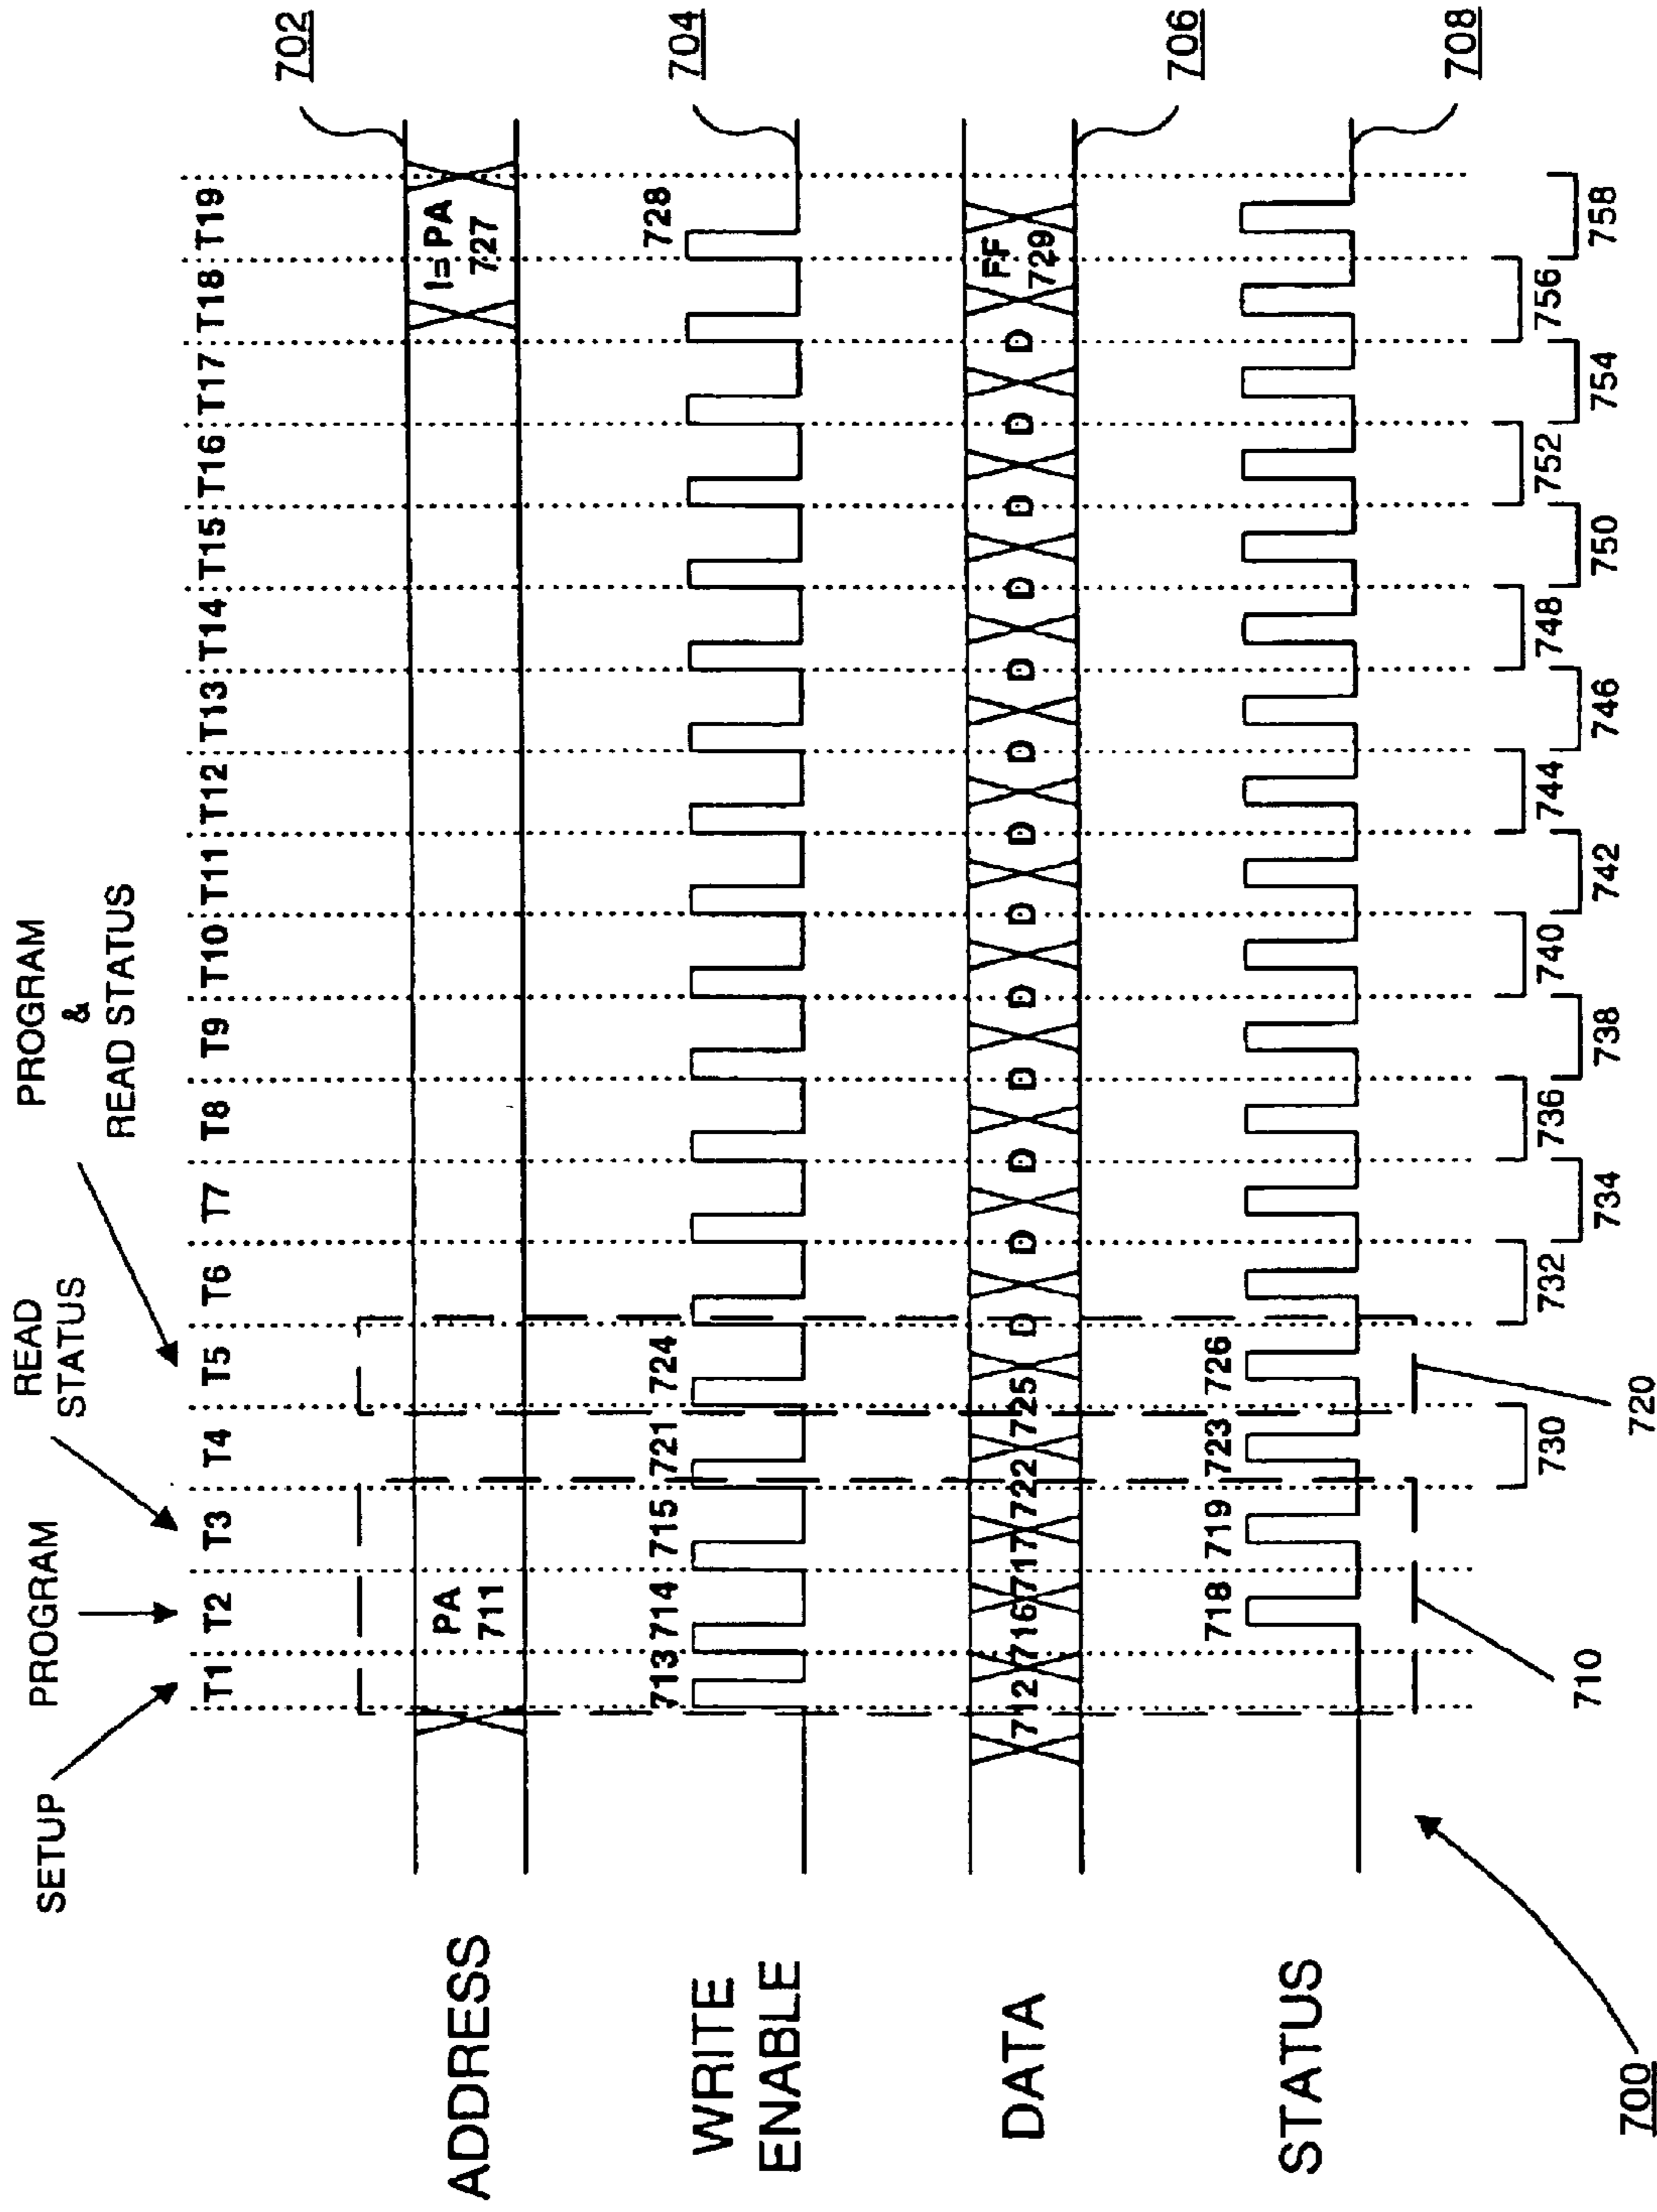 SETUP
PROGRAM
READ
STATUS
PROGRAM
&
READ STATUS
T1 T2 T3 T4 T5 T6 T7 T8 T9 T10 T11 T12 T13 T14 T15 T16 T17 T18 T19
702
ADDRESS
PA
711
!= PA
727
704
WRITE
ENABLE
713 714 715 721 724 728
DATA
712 716 717 722 725 D D D D D D D D D D D D D FF
729
706
STATUS
718 719 723 726
708
730 732 734 736 738 740 742 744 746 748 750 752 754 756 758
710
720
700